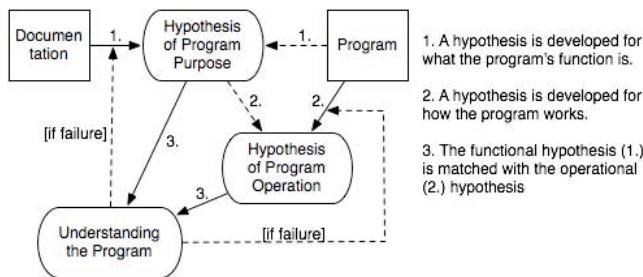 Documen
tation
1.
Hypothesis
of Program
Purpose
1.
Program
[if failure]
3.
2.
2.
Hypothesis
of Program
Operation
3.
Understanding
the Program
[if failure]
1. A hypothesis is developed for
what the program's function is.
2. A hypothesis is developed for
how the program works.
3. The functional hypothesis (1.)
is matched with the operational
(2.) hypothesis